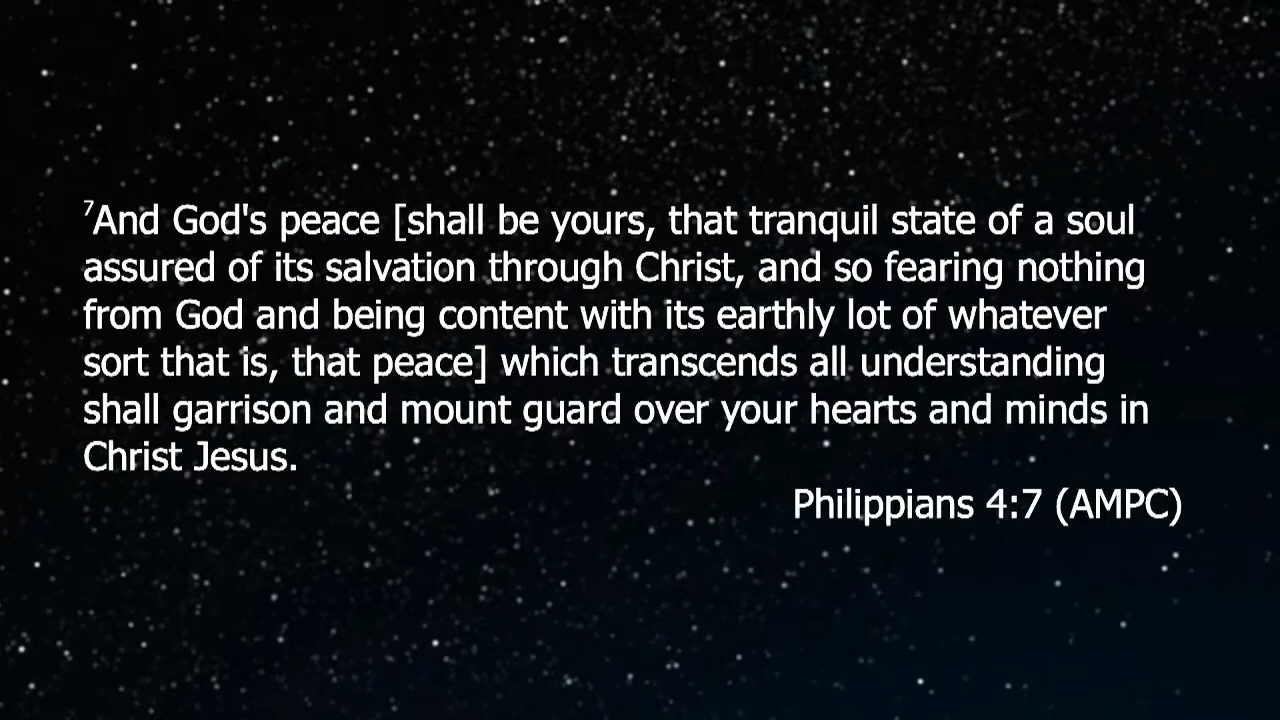 ⁷And God's peace [shall be yours, that tranquil state of a soul
assured of its salvation through Christ, and so fearing nothing
from God and being content with its earthly lot of whatever
sort that is, that peace] which transcends all understanding
shall garrison and mount guard over your hearts and minds in
Christ Jesus.
Philippians 4:7 (AMPC)